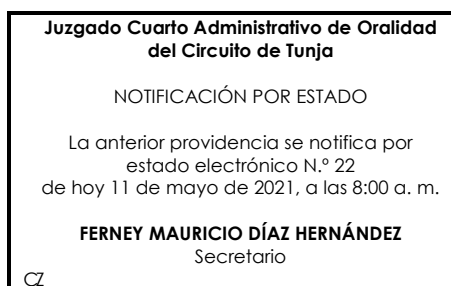 Juzgado Cuarto Administrativo de Oralidad
del Circuito de Tunja
NOTIFICACIÓN POR ESTADO
La anterior providencia se notifica por
estado electrónico N.º 22
de hoy 11 de mayo de 2021, a las 8:00 a. m.
FERNEY MAURICIO DÍAZ HERNÁNDEZ
Secretario
CZ